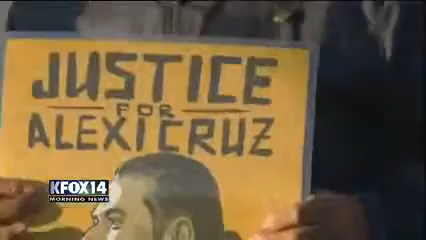 JUSTICE
FOR
ALEXI CRUZ
KFOX14
MORNING NEWS